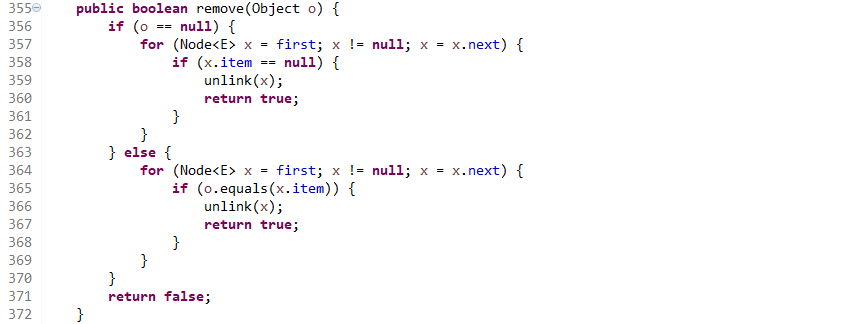 355 public boolean remove(Object o) {
356 if (o == null) {
357 for (Node<E> x = first; x != null; x = x.next) {
358 if (x.item == null) {
359 unlink(x);
360 return true;
361 }
362 }
363 } else {
364 for (Node<E> x = first; x != null; x = x.next) {
365 if (o.equals(x.item)) {
366 unlink(x);
367 return true;
368 }
369 }
370 }
371 return false;
372 }